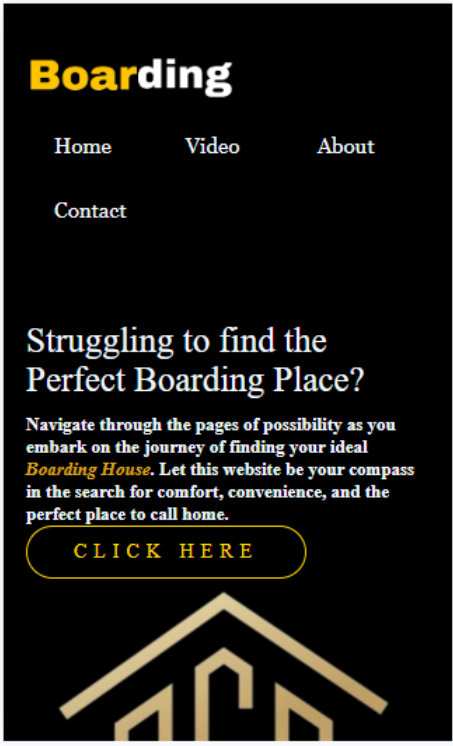 Boarding
Home Video About
Contact
Struggling to find the
Perfect Boarding Place?
Navigate through the pages of possibility as you
embark on the journey of finding your ideal
Boarding House. Let this website be your compass
in the search for comfort, convenience, and the
perfect place to call home.
CLICK HERE